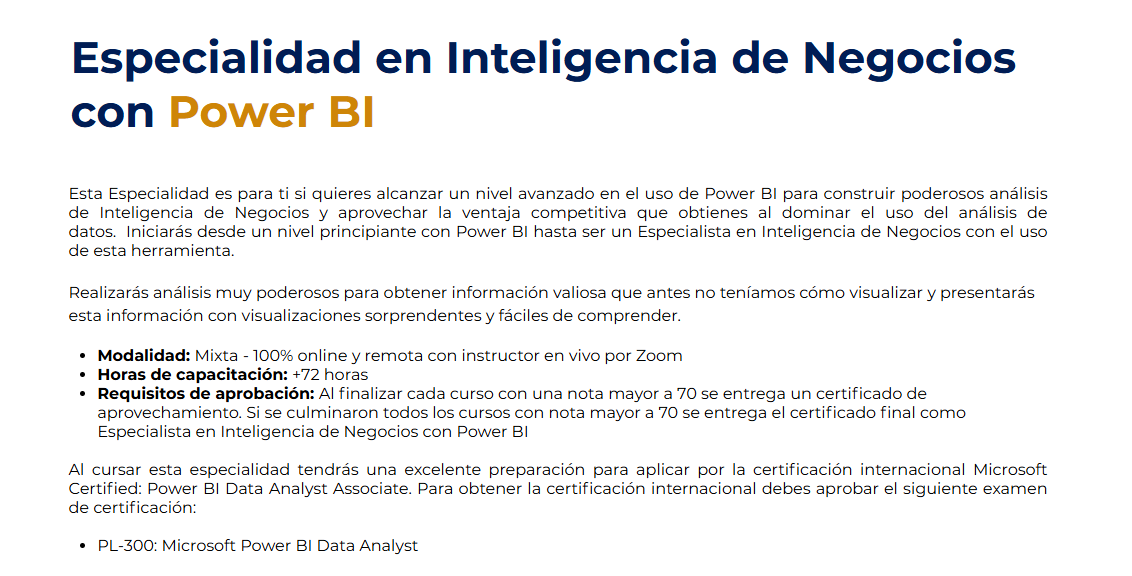 Especialidad en Inteligencia de Negocios
con Power BI
Esta Especialidad es para ti si quieres alcanzar un nivel avanzado en el uso de Power BI para construir poderosos análisis
de Inteligencia de Negocios y aprovechar la ventaja competitiva que obtienes al dominar el uso del análisis de
datos. Iniciarás desde un nivel principiante con Power BI hasta ser un Especialista en Inteligencia de Negocios con el uso
de esta herramienta.
Realizarás análisis muy poderosos para obtener información valiosa que antes no teníamos cómo visualizar y presentarás
esta información con visualizaciones sorprendentes y fáciles de comprender.
• Modalidad: Mixta - 100% online y remota con instructor en vivo por Zoom
• Horas de capacitación: +72 horas
• Requisitos de aprobación: Al finalizar cada curso con una nota mayor a 70 se entrega un certificado de
aprovechamiento. Si se culminaron todos los cursos con nota mayor a 70 se entrega el certificado final como
Especialista en Inteligencia de Negocios con Power BI
Al cursar esta especialidad tendrás una excelente preparación para aplicar por la certificación internacional Microsoft
Certified: Power BI Data Analyst Associate. Para obtener la certificación internacional debes aprobar el siguiente examen
de certificación:
• PL-300: Microsoft Power BI Data Analyst